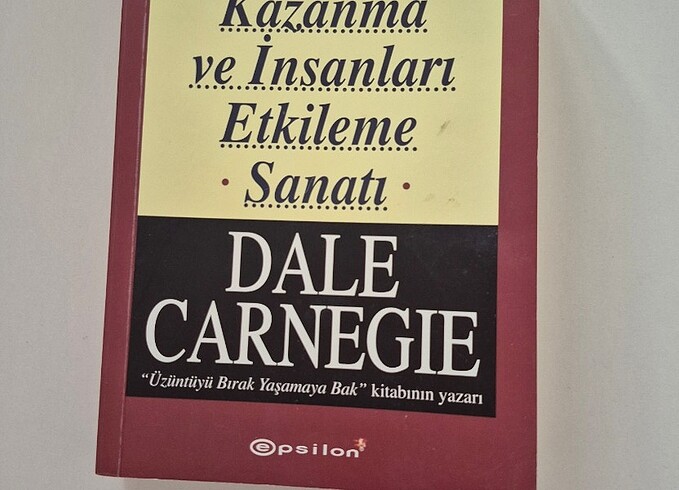 Kazanma
ve İnsanları
Etkileme
· Sanatı ·
DALE
CARNEGIE
“Üzüntüyü Bırak Yaşamaya Bak” kitabının yazarı
epsilon